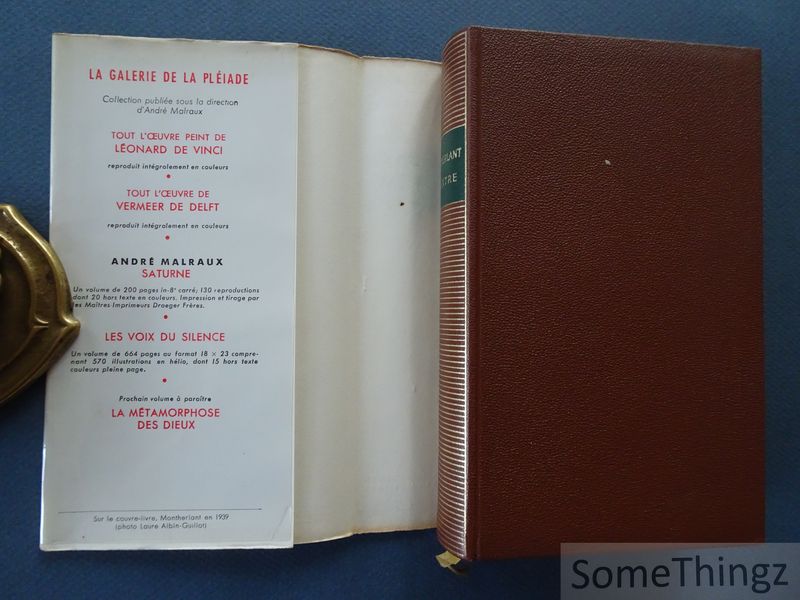 LA GALERIE DE LA PLÉIADE
Collection publiée sous la direction
d'André Malraux
TOUT L'ŒUVRE PEINT DE
LÉONARD DE VINCI
reproduit intégralement en couleurs
TOUT L'ŒUVRE DE
VERMEER DE DELFT
reproduit intégralement en couleurs
ANDRÉ MALRAUX
SATURNE
Un volume de 200 pages in-8° carré; 130 reproductions
dont 20 hors texte en couleurs. Impression et tirage par
les Maîtres Imprimeurs Draeger Frères.
LES VOIX DU SILENCE
Un volume de 664 pages au format 18 × 23 compre-
nant 570 illustrations en hélio, dont 15 hors texte
couleurs pleine page.
Prochain volume à paraître
LA MÉTAMORPHOSE
DES DIEUX
Sur le couvre-livre, Montherlant en 1939
(photo Laure Albin-Guillot)
ERLANT
TRE
SomeThingz